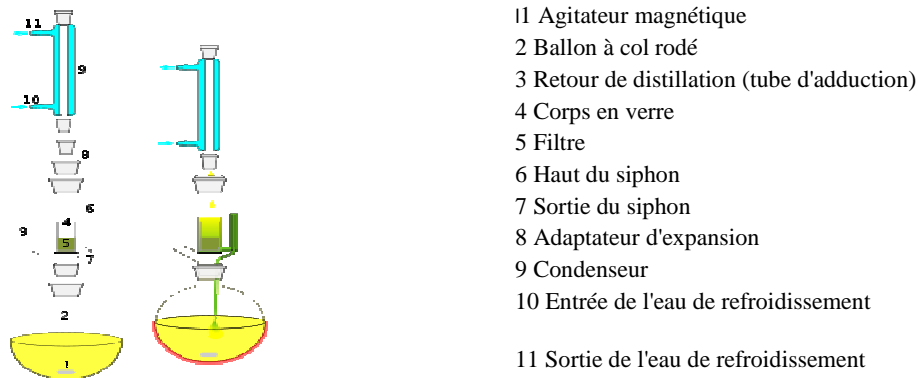 11
9
10
8
6
4
9
5
7
2
1
1 Agitateur magnétique
2 Ballon à col rodé
3 Retour de distillation (tube d'adduction)
4 Corps en verre
5 Filtre
6 Haut du siphon
7 Sortie du siphon
8 Adaptateur d'expansion
9 Condenseur
10 Entrée de l'eau de refroidissement
11 Sortie de l'eau de refroidissement